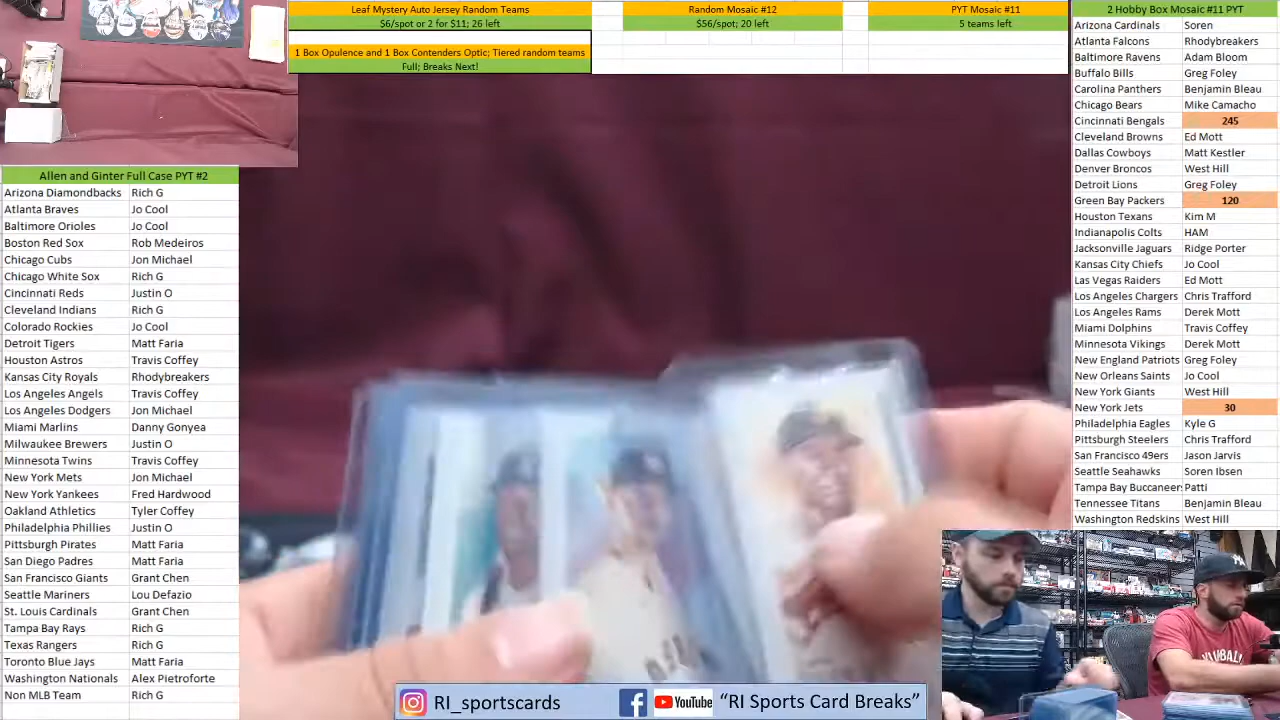 Leaf Mystery Auto Jersey Random Teams
$6/spot or 2 for $11; 26 left
1 Box Opulence and 1 Box Contenders Optic; Tiered random teams
Full; Breaks Next!
Random Mosaic #12
$56/spot; 20 left
PYT Mosaic #11
5 teams left
Allen and Ginter Full Case PYT #2
Arizona Diamondbacks Rich G
Atlanta Braves Jo Cool
Baltimore Orioles Jo Cool
Boston Red Sox Rob Medeiros
Chicago Cubs Jon Michael
Chicago White Sox Rich G
Cincinnati Reds Justin O
Cleveland Indians Rich G
Colorado Rockies Jo Cool
Detroit Tigers Matt Faria
Houston Astros Travis Coffey
Kansas City Royals Rhodybreakers
Los Angeles Angels Travis Coffey
Los Angeles Dodgers Jon Michael
Miami Marlins Danny Gonyea
Milwaukee Brewers Justin O
Minnesota Twins Travis Coffey
New York Mets Jon Michael
New York Yankees Fred Hardwood
Oakland Athletics Tyler Coffey
Philadelphia Phillies Justin O
Pittsburgh Pirates Matt Faria
San Diego Padres Matt Faria
San Francisco Giants Grant Chen
Seattle Mariners Lou Defazio
St. Louis Cardinals Grant Chen
Tampa Bay Rays Rich G
Texas Rangers Rich G
Toronto Blue Jays Matt Faria
Washington Nationals Alex Pietroforte
Non MLB Team Rich G
2 Hobby Box Mosaic #11 PYT
Arizona Cardinals Soren
Atlanta Falcons Rhodybreakers
Baltimore Ravens Adam Bloom
Buffalo Bills Greg Foley
Carolina Panthers Benjamin Bleau
Chicago Bears Mike Camacho
Cincinnati Bengals 245
Cleveland Browns Ed Mott
Dallas Cowboys Matt Kestler
Denver Broncos West Hill
Detroit Lions Greg Foley
Green Bay Packers 120
Houston Texans Kim M
Indianapolis Colts HAM
Jacksonville Jaguars Ridge Porter
Kansas City Chiefs Jo Cool
Las Vegas Raiders Ed Mott
Los Angeles Chargers Chris Trafford
Los Angeles Rams Derek Mott
Miami Dolphins Travis Coffey
Minnesota Vikings Derek Mott
New England Patriots Greg Foley
New Orleans Saints Jo Cool
New York Giants West Hill
New York Jets 30
Philadelphia Eagles Kyle G
Pittsburgh Steelers Chris Trafford
San Francisco 49ers Jason Jarvis
Seattle Seahawks Soren Ibsen
Tampa Bay Buccaneer Patti
Tennessee Titans Benjamin Bleau
Washington Redskins West Hill
RI_sportscards
YouTube
"RI Sports Card Breaks"